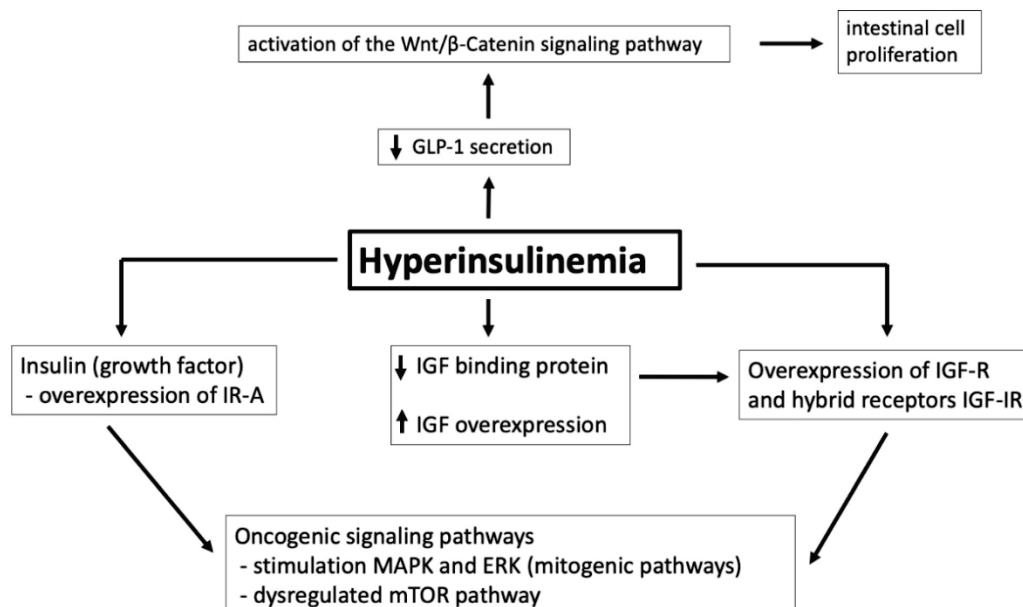 activation of the Wnt/β-Catenin signaling pathway
intestinal cell
proliferation
GLP-1 secretion
Hyperinsulinemia
Insulin (growth factor)
- overexpression of IR-A
IGF binding protein
IGF overexpression
Overexpression of IGF-R
and hybrid receptors IGF-IR
Oncogenic signaling pathways
- stimulation MAPK and ERK (mitogenic pathways)
- dysregulated mTOR pathway